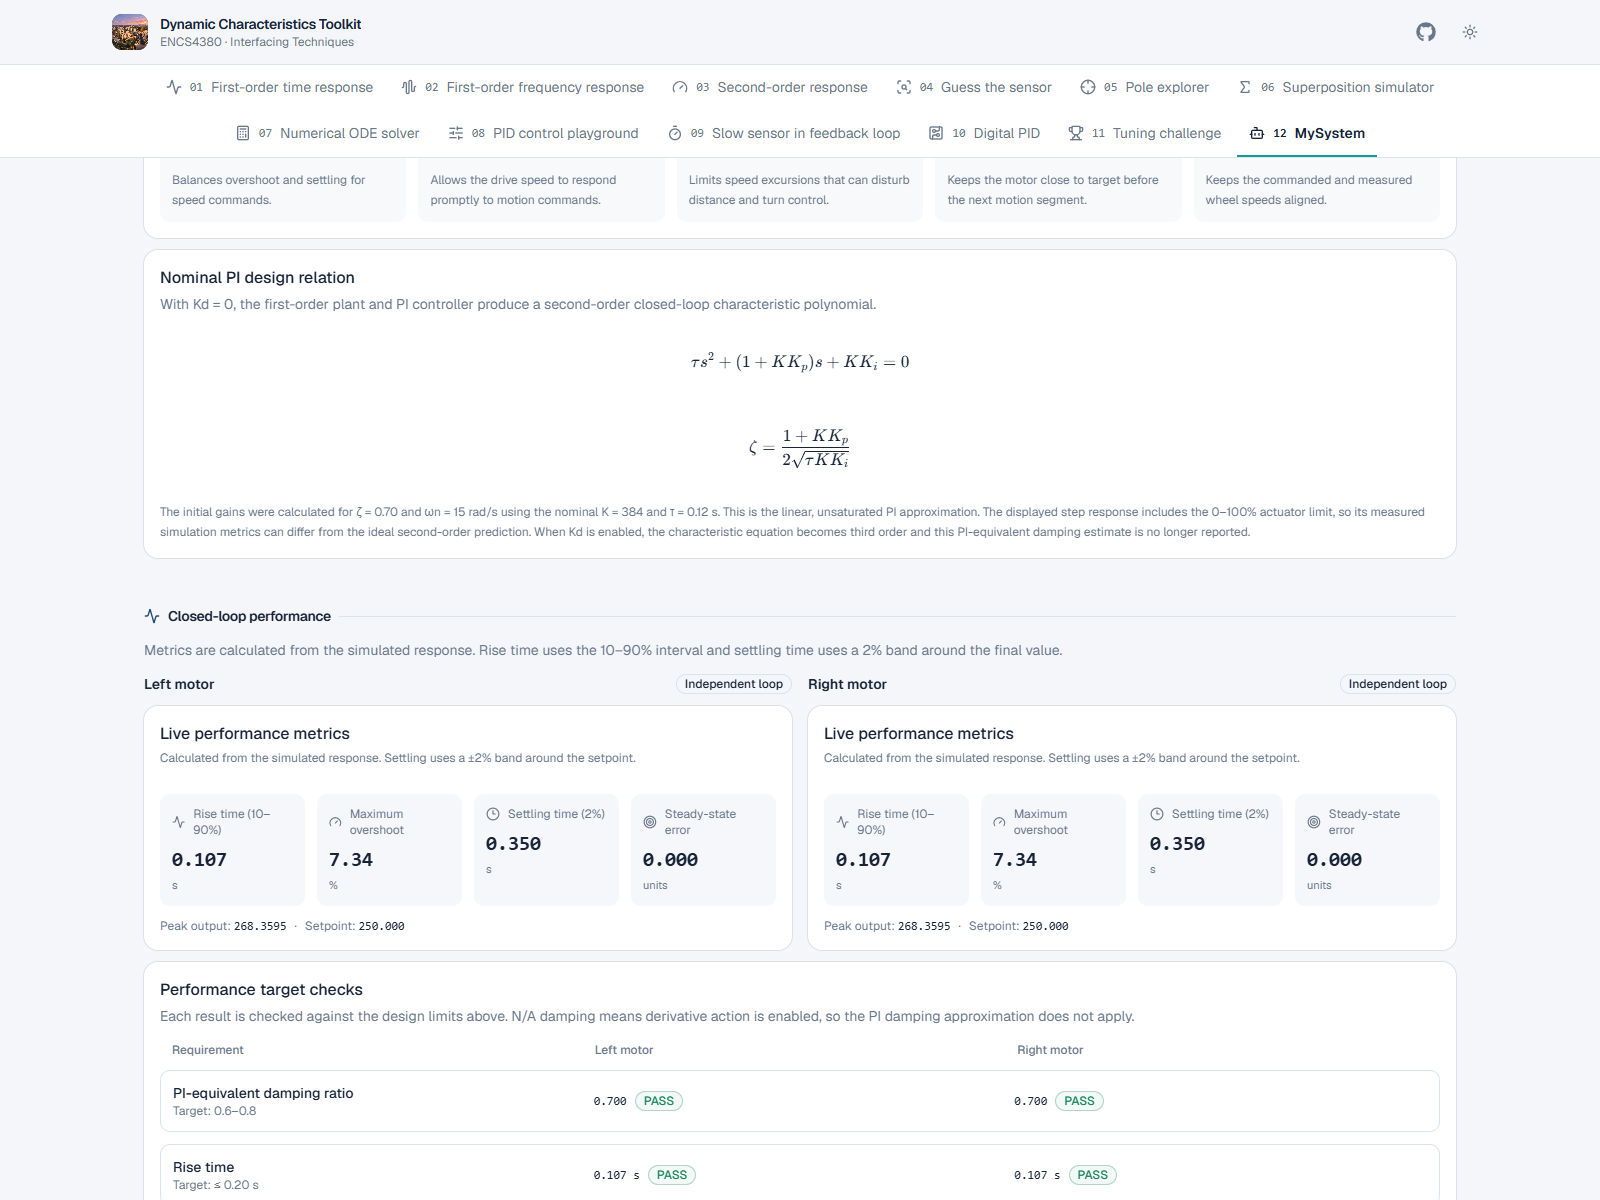 Dynamic Characteristics Toolkit
ENCS4380 · Interfacing Techniques
01 First-order time response
02 First-order frequency response
03 Second-order response
04 Guess the sensor
05 Pole explorer
06 Superposition simulator
07 Numerical ODE solver
08 PID control playground
09 Slow sensor in feedback loop
10 Digital PID
11 Tuning challenge
12 MySystem
Balances overshoot and settling for
speed commands.
Allows the drive speed to respond
promptly to motion commands.
Limits speed excursions that can disturb
distance and turn control.
Keeps the motor close to target before
the next motion segment.
Keeps the commanded and measured
wheel speeds aligned.
Nominal PI design relation
With Kd = 0, the first-order plant and PI controller produce a second-order closed-loop characteristic polynomial.
τs² + (1 + KK_p)s + KK_i = 0
ζ = (1 + KK_p) / (2√(τKK_i))
The initial gains were calculated for ζ = 0.70 and ωn = 15 rad/s using the nominal K = 384 and τ = 0.12 s. This is the linear, unsaturated PI approximation. The displayed step response includes the 0–100% actuator limit, so its measured
simulation metrics can differ from the ideal second-order prediction. When Kd is enabled, the characteristic equation becomes third order and this PI-equivalent damping estimate is no longer reported.
Closed-loop performance
Metrics are calculated from the simulated response. Rise time uses the 10–90% interval and settling time uses a 2% band around the final value.
Left motor
Independent loop
Live performance metrics
Calculated from the simulated response. Settling uses a ±2% band around the setpoint.
Rise time (10–
90%)
0.107
s
Maximum
overshoot
7.34
%
Settling time (2%)
0.350
s
Steady-state
error
0.000
units
Peak output: 268.3595 · Setpoint: 250.000
Right motor
Independent loop
Live performance metrics
Calculated from the simulated response. Settling uses a ±2% band around the setpoint.
Rise time (10–
90%)
0.107
s
Maximum
overshoot
7.34
%
Settling time (2%)
0.350
s
Steady-state
error
0.000
units
Peak output: 268.3595 · Setpoint: 250.000
Performance target checks
Each result is checked against the design limits above. N/A damping means derivative action is enabled, so the PI damping approximation does not apply.
Requirement Left motor Right motor
PI-equivalent damping ratio
Target: 0.6–0.8
0.700 PASS
0.700 PASS
Rise time
Target: ≤ 0.20 s
0.107 s PASS
0.107 s PASS